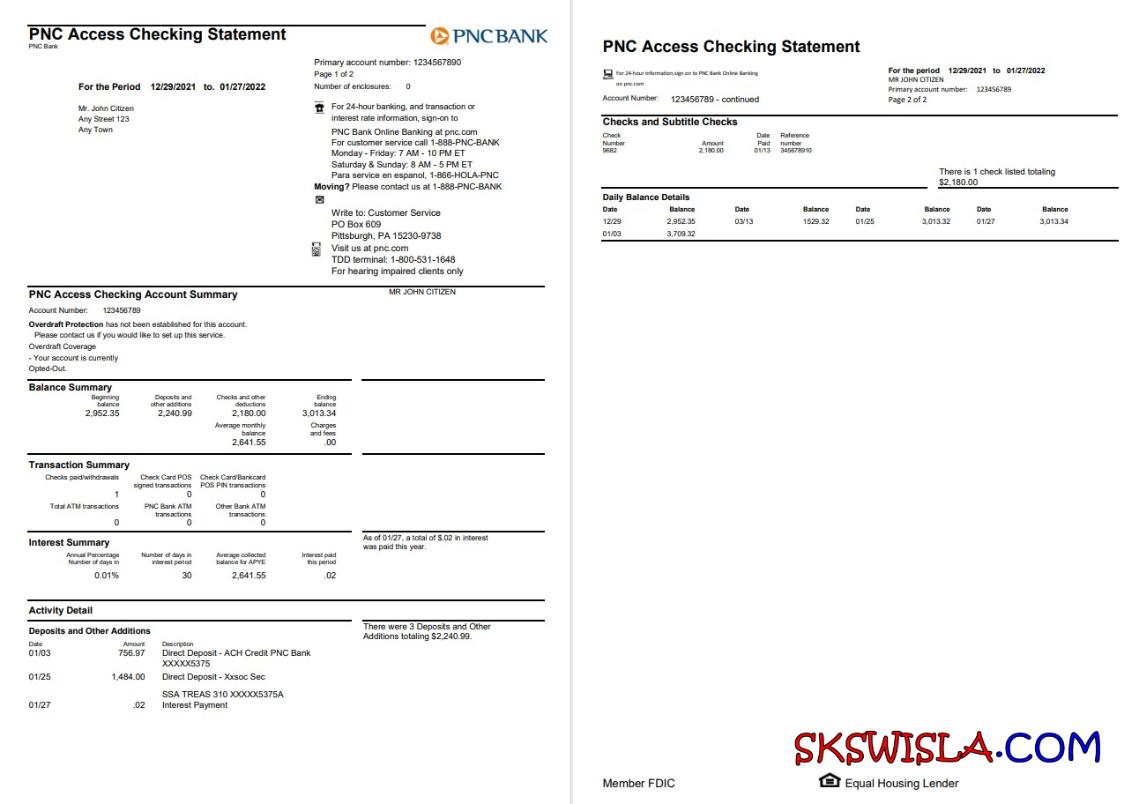 PNC Access Checking Statement
PNC Bank
PNCBANK
Primary account number: 1234567890
Page 1 of 2
Number of enclosures: 0
For the Period 12/29/2021 to. 01/27/2022
Mr. John Citizen
Any Street 123
Any Town
For 24-hour banking, and transaction or
interest rate information, sign-on to
PNC Bank Online Banking at pnc.com
For customer service call 1-888-PNC-BANK
Monday - Friday: 7 AM - 10 PM ET
Saturday & Sunday: 8 AM - 5 PM ET
Para service en espanol, 1-866-HOLA-PNC
Moving? Please contact us at 1-888-PNC-BANK
Write to: Customer Service
PO Box 609
Pittsburgh, PA 15230-9738
Visit us at pnc.com
TDD terminal: 1-800-531-1648
For hearing impaired clients only
PNC Access Checking Account Summary
MR JOHN CITIZEN
Account Number: 123456789
Overdraft Protection has not been established for this account.
Please contact us if you would like to set up this service.
Overdraft Coverage
- Your account is currently
Opted-Out.
Balance Summary
Beginning balance Deposits and other additions Checks and other deductions Ending balance
2,952.35 2,240.99 2,180.00 3,013.34
Average monthly balance Charges and fees
2,641.55 .00
Transaction Summary
Checks paid/withdrawals Check Card POS signed transactions Check Card/Bankcard POS PIN transactions
1 0 0
Total ATM transactions PNC Bank ATM transactions Other Bank ATM transactions
0 0 0
Interest Summary
As of 01/27, a total of $.02 in interest
was paid this year.
Annual Percentage Number of days in Number of days in interest period Average collected balance for APYE Interest paid this period
0.01% 30 2,641.55 .02
Activity Detail
Deposits and Other Additions
There were 3 Deposits and Other
Additions totaling $2,240.99.
Date Amount Description
01/03 756.97 Direct Deposit - ACH Credit PNC Bank
XXXXX5375
01/25 1,484.00 Direct Deposit - Xxsoc Sec
SSA TREAS 310 XXXXX5375A
01/27 .02 Interest Payment
PNC Access Checking Statement
For 24-hour information,sign on to PNC Bank Online Banking
on pnc.com
Account Number: 123456789 - continued
For the period 12/29/2021 to 01/27/2022
MR JOHN CITIZEN
Primary account number: 123456789
Page 2 of 2
Checks and Subtitle Checks
Check Number Amount Date Paid Reference number
9682 2,180.00 01/13 345678910
There is 1 check listed totaling
$2,180.00
Daily Balance Details
Date Balance Date Balance Date Balance Date Balance
12/29 2,952.35 03/13 1529.32 01/25 3,013.32 01/27 3,013.34
01/03 3,709.32
SKSWISLA.COM
Member FDIC
Equal Housing Lender